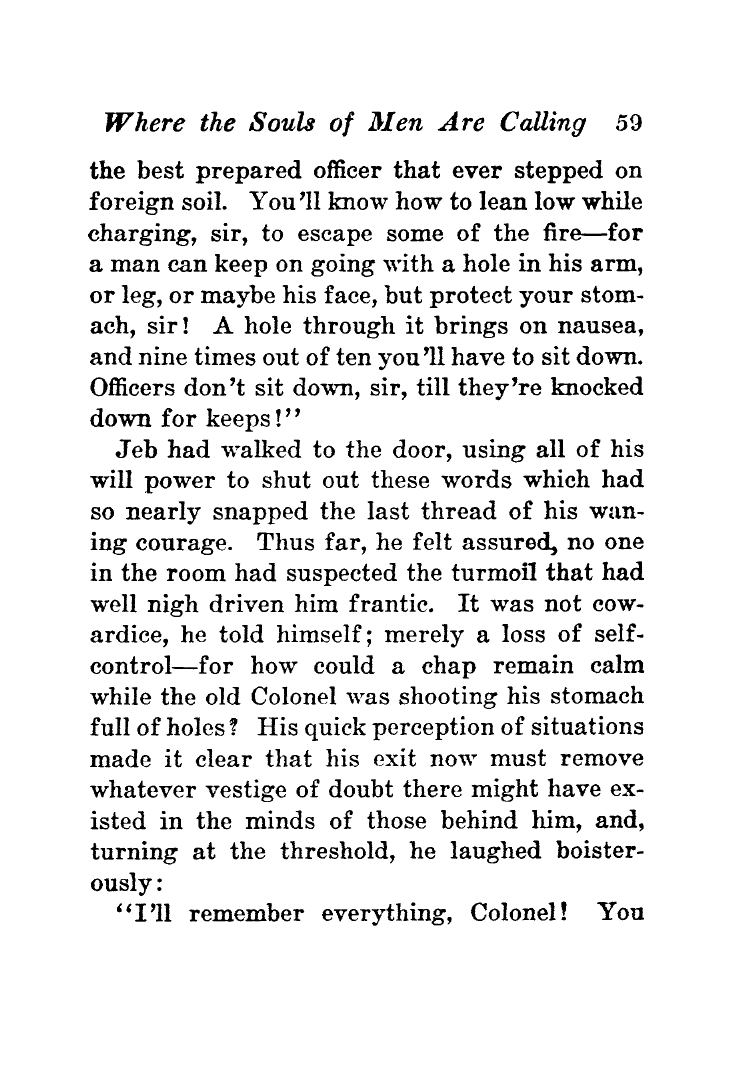 Where the Souls of Men Are Calling 59
the best prepared officer that ever stepped on
foreign soil. You'll know how to lean low while
charging, sir, to escape some of the fire—for
a man can keep on going with a hole in his arm,
or leg, or maybe his face, but protect your stom-
ach, sir! A hole through it brings on nausea,
and nine times out of ten you'll have to sit down.
Officers don't sit down, sir, till they're knocked
down for keeps!''
Jeb had walked to the door, using all of his
will power to shut out these words which had
so nearly snapped the last thread of his wan-
ing courage. Thus far, he felt assured, no one
in the room had suspected the turmoil that had
well nigh driven him frantic. It was not cow-
ardice, he told himself; merely a loss of self-
control—for how could a chap remain calm
while the old Colonel was shooting his stomach
full of holes? His quick perception of situations
made it clear that his exit now must remove
whatever vestige of doubt there might have ex-
isted in the minds of those behind him, and,
turning at the threshold, he laughed boister-
ously:
''I'll remember everything, Colonel! You